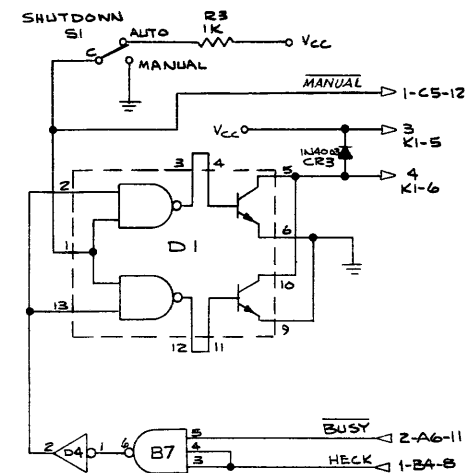 SHUTDOWN
S1
R3
1K
C
AUTO
MANUAL
VCC
MANUAL
1-C5-12
VCC
3
K1-5
1N4003
CR3
4
K1-6
3 4
5
2
6
D1
1
10
13
9
12 11
BUSY
2-A6-11
5
2 D4 1 6 B7 4
3
HECK
1-B4-8